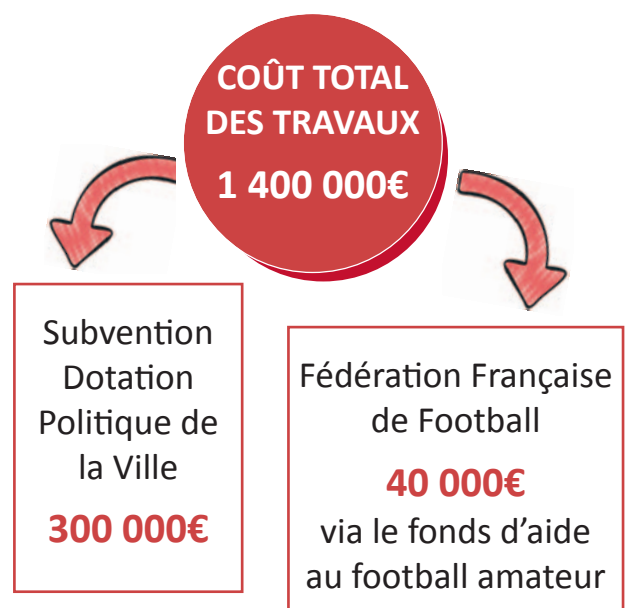 COÛT TOTAL
DES TRAVAUX
1 400 000€
Subvention
Dotation
Politique de
la Ville
300 000€
Fédération Française
de Football
40 000€
via le fonds d’aide
au football amateur